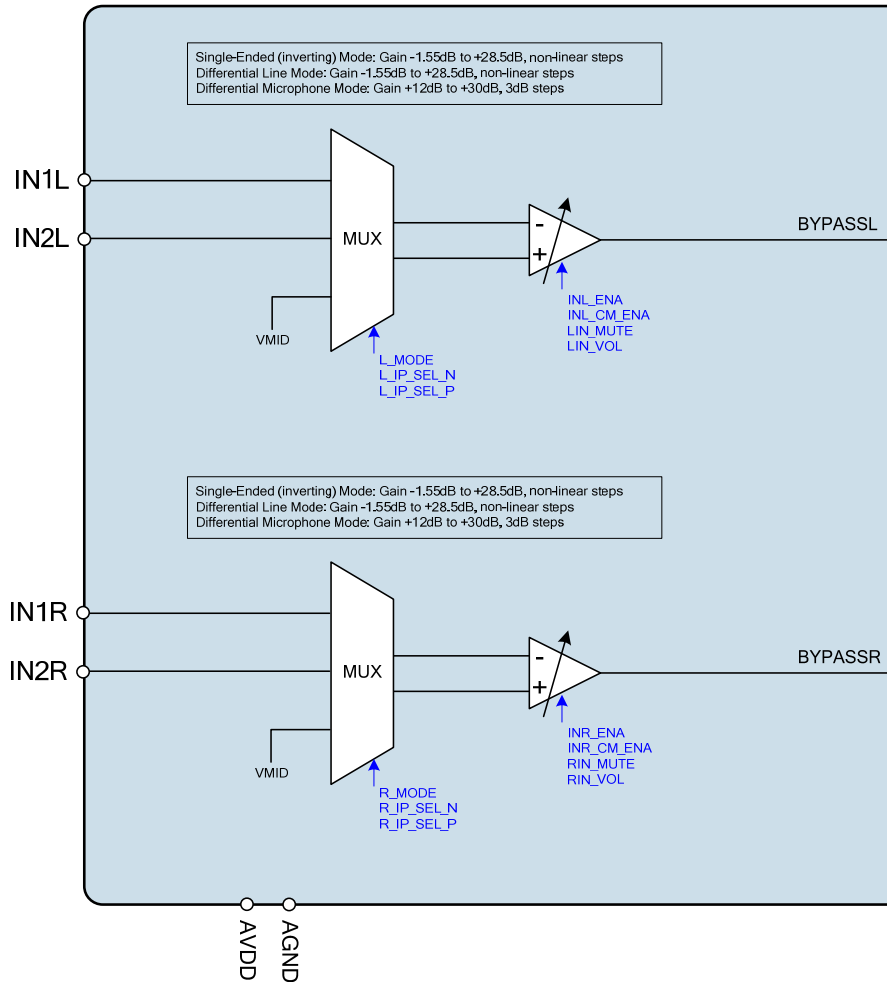 Single-Ended (inverting) Mode: Gain -1.55dB to +28.5dB, non-linear steps
Differential Line Mode: Gain -1.55dB to +28.5dB, non-linear steps
Differential Microphone Mode: Gain +12dB to +30dB, 3dB steps
IN1L
IN2L
MUX
-
+
BYPASSL
VMID
INL_ENA
INL_CM_ENA
LIN_MUTE
LIN_VOL
L_MODE
L_IP_SEL_N
L_IP_SEL_P
Single-Ended (inverting) Mode: Gain -1.55dB to +28.5dB, non-linear steps
Differential Line Mode: Gain -1.55dB to +28.5dB, non-linear steps
Differential Microphone Mode: Gain +12dB to +30dB, 3dB steps
IN1R
IN2R
MUX
-
+
BYPASSR
VMID
INR_ENA
INR_CM_ENA
RIN_MUTE
RIN_VOL
R_MODE
R_IP_SEL_N
R_IP_SEL_P
AVDD
AGND